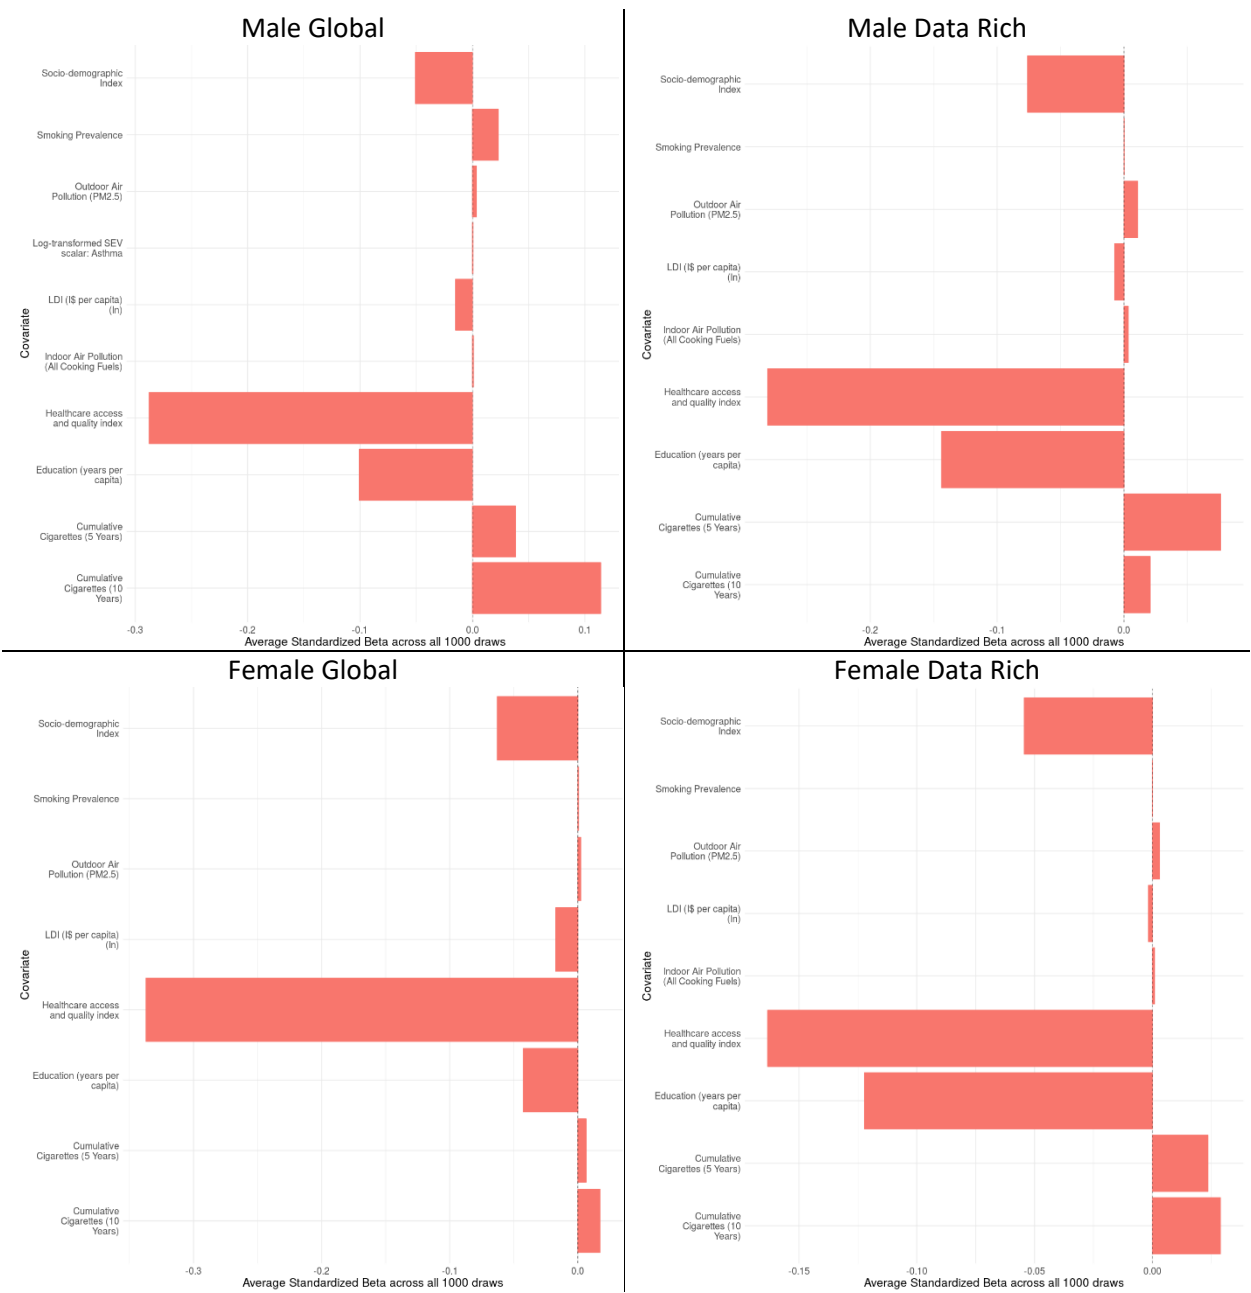 Male Global
Socio-demographic
Index
Smoking Prevalence
Outdoor Air
Pollution (PM2.5)
Log-transformed SEV
scalar: Asthma
LDI (I$ per capita)
(ln)
Indoor Air Pollution
(All Cooking Fuels)
Healthcare access
and quality index
Education (years per
capita)
Cumulative
Cigarettes (5 Years)
Cumulative
Cigarettes (10
Years)
Covariate
-0.3 -0.2 -0.1 0.0 0.1
Average Standardized Beta across all 1000 draws
Male Data Rich
Socio-demographic
Index
Smoking Prevalence
Outdoor Air
Pollution (PM2.5)
LDI (I$ per capita)
(ln)
Indoor Air Pollution
(All Cooking Fuels)
Healthcare access
and quality index
Education (years per
capita)
Cumulative
Cigarettes (5 Years)
Cumulative
Cigarettes (10
Years)
Covariate
-0.2 -0.1 0.0
Average Standardized Beta across all 1000 draws
Female Global
Socio-demographic
Index
Smoking Prevalence
Outdoor Air
Pollution (PM2.5)
LDI (I$ per capita)
(ln)
Healthcare access
and quality index
Education (years per
capita)
Cumulative
Cigarettes (5 Years)
Cumulative
Cigarettes (10
Years)
Covariate
-0.3 -0.2 -0.1 0.0
Average Standardized Beta across all 1000 draws
Female Data Rich
Socio-demographic
Index
Smoking Prevalence
Outdoor Air
Pollution (PM2.5)
LDI (I$ per capita)
(ln)
Indoor Air Pollution
(All Cooking Fuels)
Healthcare access
and quality index
Education (years per
capita)
Cumulative
Cigarettes (5 Years)
Cumulative
Cigarettes (10
Years)
Covariate
-0.15 -0.10 -0.05 0.00
Average Standardized Beta across all 1000 draws